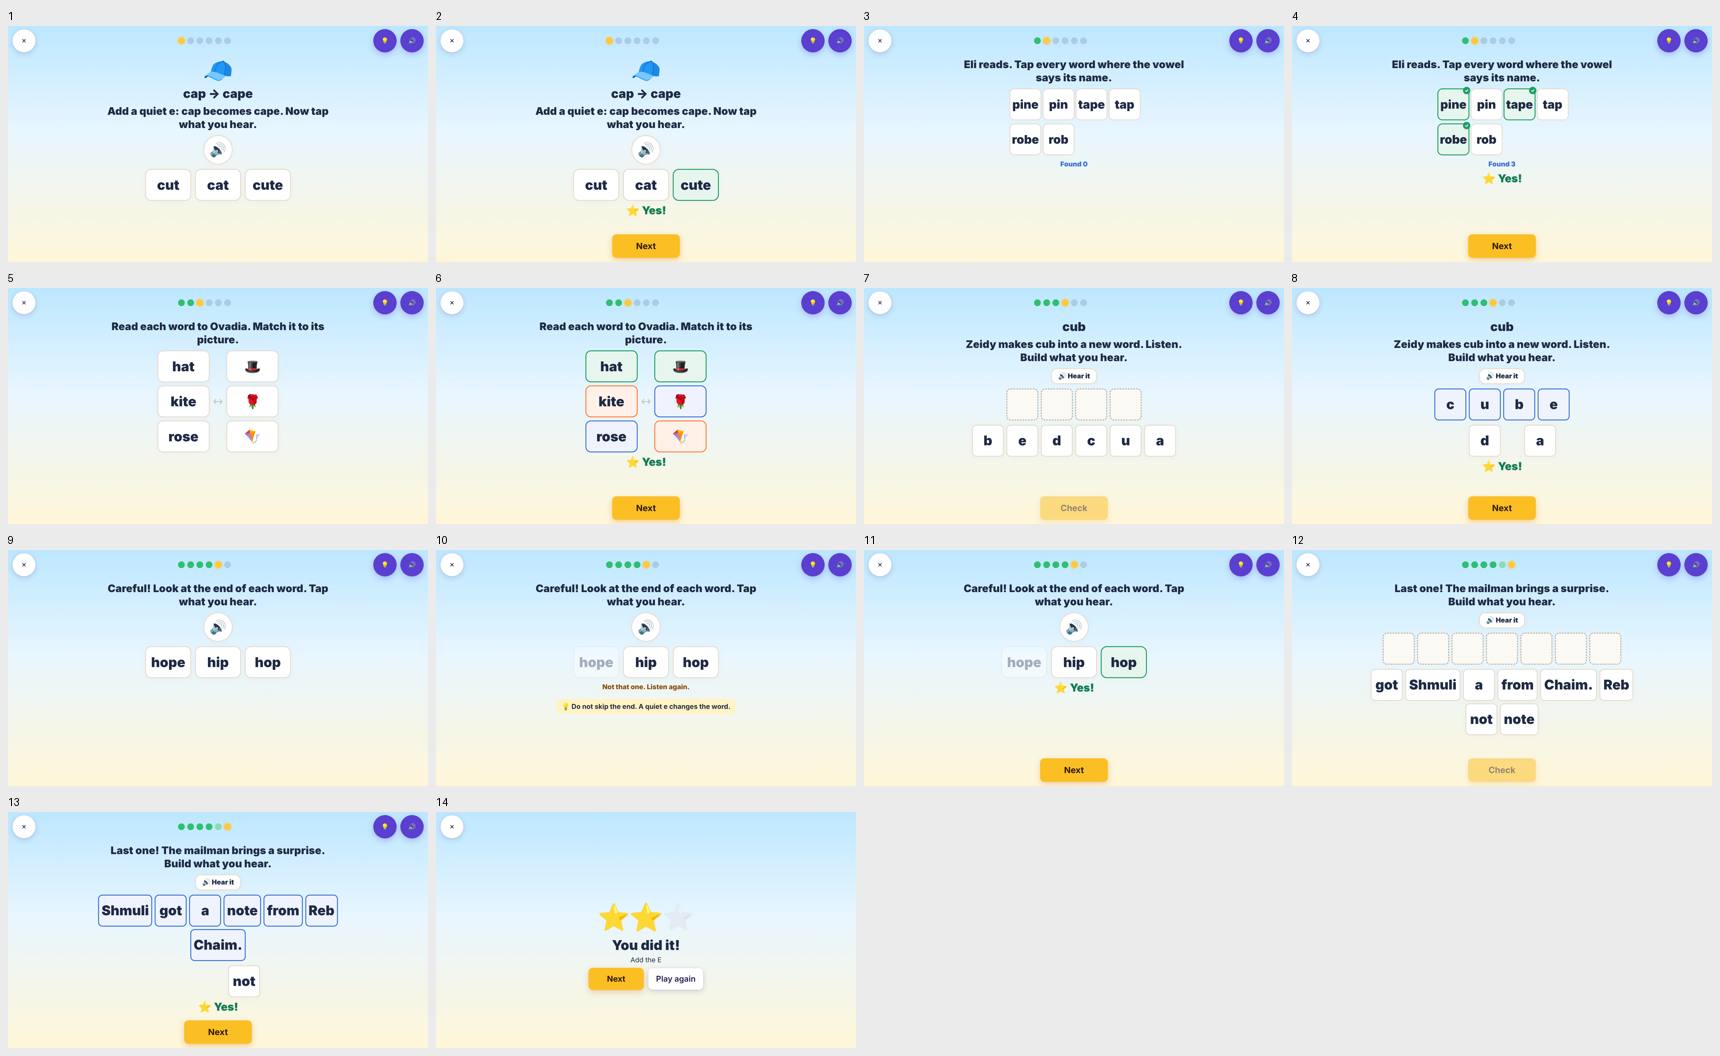 1
cap → cape
Add a quiet e: cap becomes cape. Now tap
what you hear.
cut cat cute
2
cap → cape
Add a quiet e: cap becomes cape. Now tap
what you hear.
cut cat cute
Yes!
Next
3
Eli reads. Tap every word where the vowel
says its name.
pine pin tape tap
robe rob
Found 0
4
Eli reads. Tap every word where the vowel
says its name.
pine pin tape tap
robe rob
Found 3
Yes!
Next
5
Read each word to Ovadia. Match it to its
picture.
hat
kite
rose
6
Read each word to Ovadia. Match it to its
picture.
hat
kite
rose
Yes!
Next
7
cub
Zeidy makes cub into a new word. Listen.
Build what you hear.
Hear it
b e d c u a
Check
8
cub
Zeidy makes cub into a new word. Listen.
Build what you hear.
Hear it
c u b e
d a
Yes!
Next
9
Careful! Look at the end of each word. Tap
what you hear.
hope hip hop
10
Careful! Look at the end of each word. Tap
what you hear.
hope hip hop
Not that one. Listen again.
Do not skip the end. A quiet e changes the word.
11
Careful! Look at the end of each word. Tap
what you hear.
hope hip hop
Yes!
Next
12
Last one! The mailman brings a surprise.
Build what you hear.
Hear it
got Shmuli a from Chaim. Reb
not note
Check
13
Last one! The mailman brings a surprise.
Build what you hear.
Hear it
Shmuli got a note from Reb
Chaim.
not
Yes!
Next
14
You did it!
Add the E
Next Play again